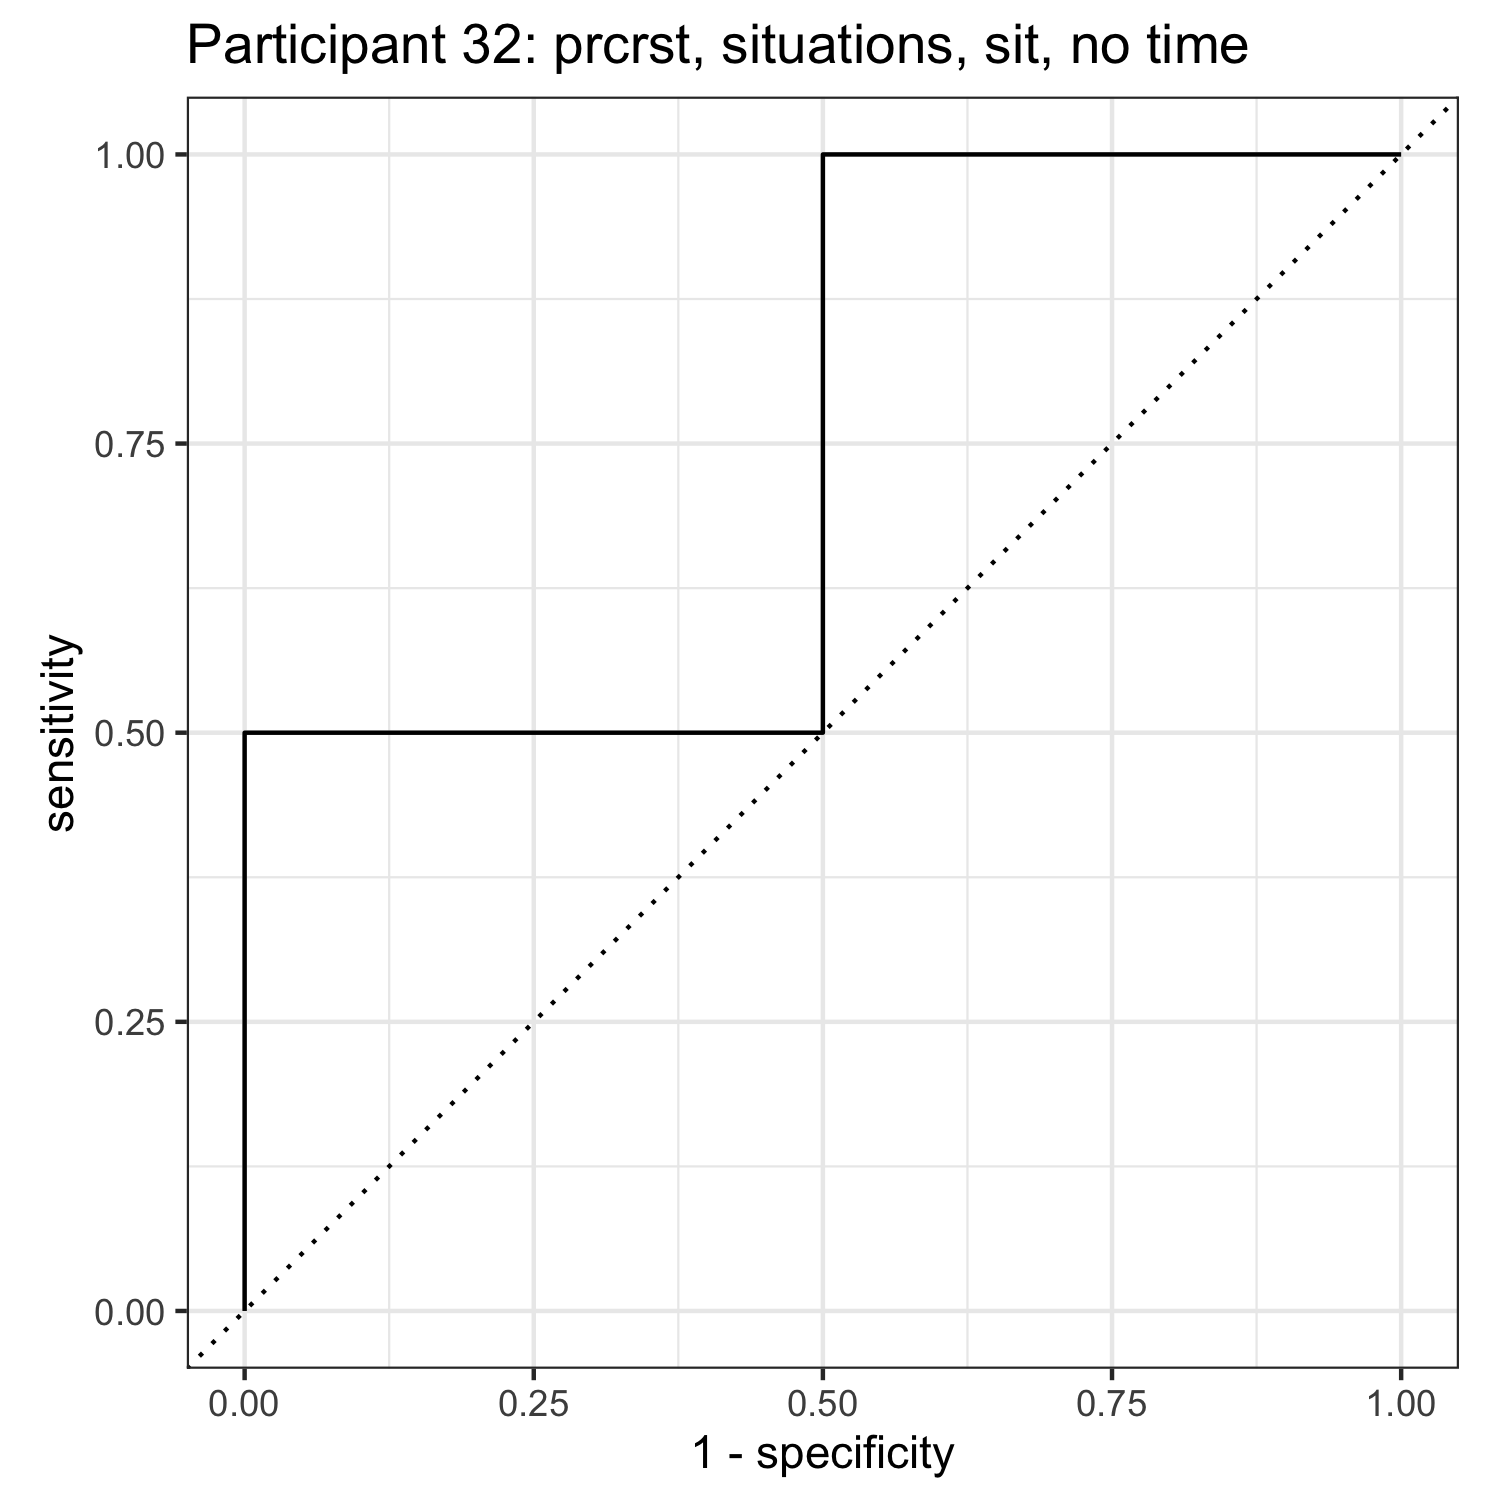 Participant 32: prcrst, situations, sit, no time
1.00
0.75
0.50
0.25
0.00
sensitivity
0.00 0.25 0.50 0.75 1.00
1 - specificity